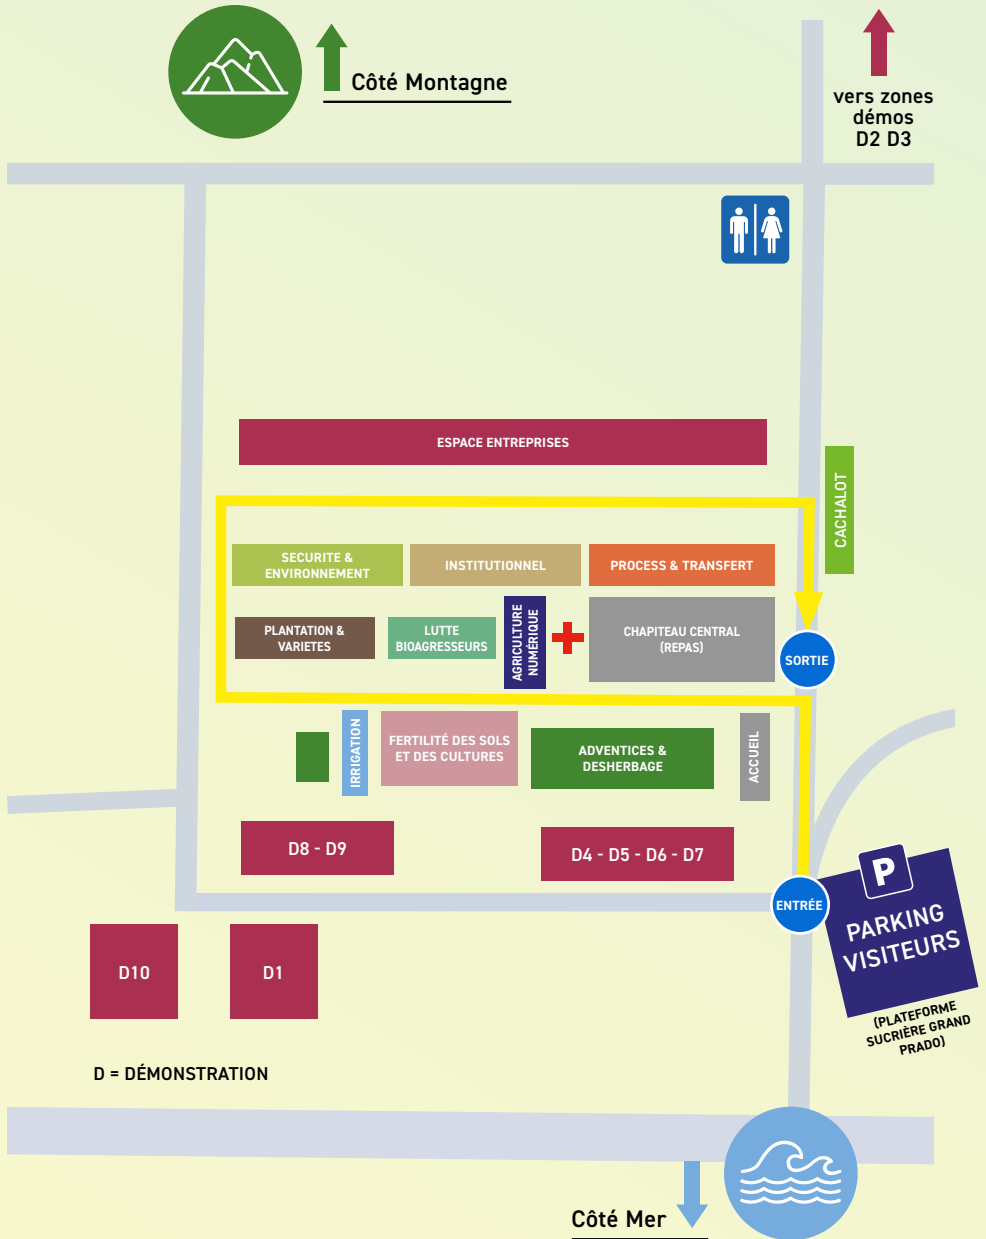 Côté Montagne
vers zones
démos
D2 D3
ESPACE ENTREPRISES
CACHALOT
SECURITE &
ENVIRONNEMENT
INSTITUTIONNEL
PROCESS & TRANSFERT
PLANTATION &
VARIETES
LUTTE
BIOAGRESSEURS
AGRICULTURE
NUMÉRIQUE
CHAPITEAU CENTRAL
(REPAS)
SORTIE
IRRIGATION
FERTILITÉ DES SOLS
ET DES CULTURES
ADVENTICES &
DESHERBAGE
ACCUEIL
D8 - D9
D4 - D5 - D6 - D7
ENTRÉE
P
PARKING
VISITEURS
(PLATEFORME
SUCRIÈRE GRAND
PRADO)
D10
D1
D = DÉMONSTRATION
Côté Mer